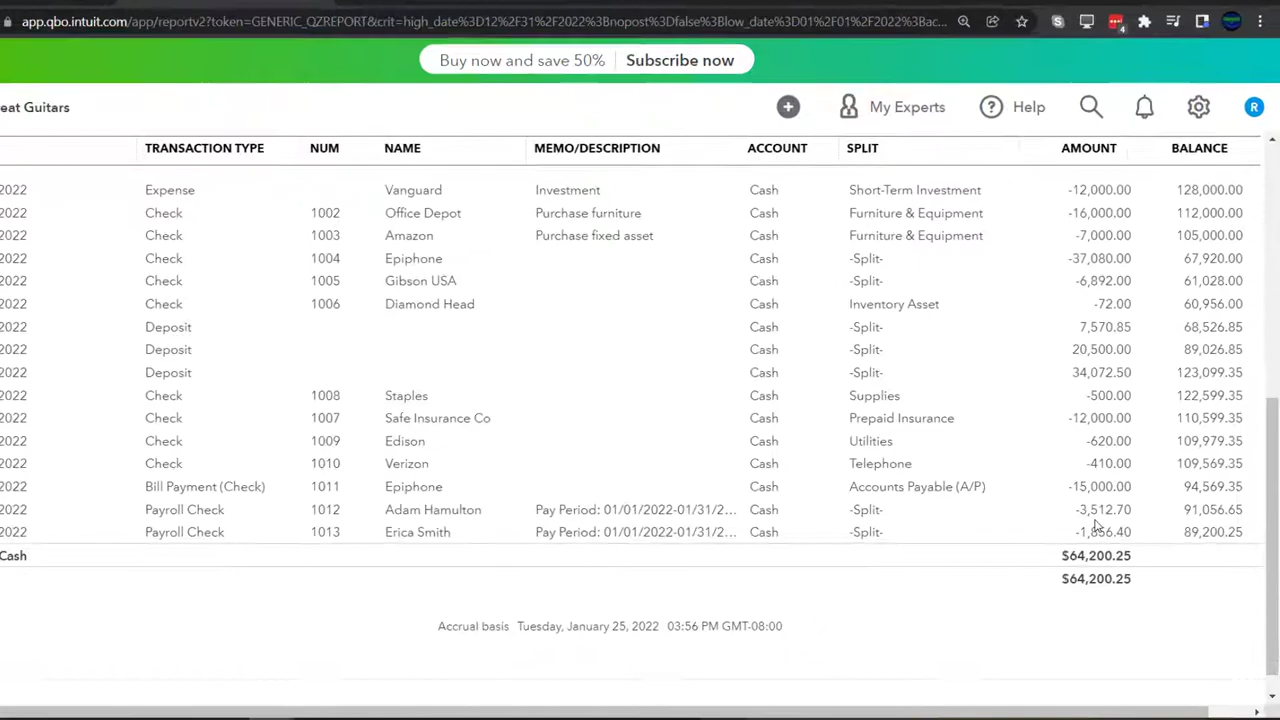 app.qbo.intuit.com/app/reportv2?token=GENERIC_QZREPORT&crit=high_date%3D12%2F31%2F2022%3Bnopost%3Dfalse%3Blow_date%3D01%2F01%2F2022%3Bac...
4
Buy now and save 50% Subscribe now
eat Guitars My Experts Help R
TRANSACTION TYPE NUM NAME MEMO/DESCRIPTION ACCOUNT SPLIT AMOUNT BALANCE
2022 Expense Vanguard Investment Cash Short-Term Investment -12,000.00 128,000.00
2022 Check 1002 Office Depot Purchase furniture Cash Furniture & Equipment -16,000.00 112,000.00
2022 Check 1003 Amazon Purchase fixed asset Cash Furniture & Equipment -7,000.00 105,000.00
2022 Check 1004 Epiphone Cash -Split- -37,080.00 67,920.00
2022 Check 1005 Gibson USA Cash -Split- -6,892.00 61,028.00
2022 Check 1006 Diamond Head Cash Inventory Asset -72.00 60,956.00
2022 Deposit Cash -Split- 7,570.85 68,526.85
2022 Deposit Cash -Split- 20,500.00 89,026.85
2022 Deposit Cash -Split- 34,072.50 123,099.35
2022 Check 1008 Staples Cash Supplies -500.00 122,599.35
2022 Check 1007 Safe Insurance Co Cash Prepaid Insurance -12,000.00 110,599.35
2022 Check 1009 Edison Cash Utilities -620.00 109,979.35
2022 Check 1010 Verizon Cash Telephone -410.00 109,569.35
2022 Bill Payment (Check) 1011 Epiphone Cash Accounts Payable (A/P) -15,000.00 94,569.35
2022 Payroll Check 1012 Adam Hamulton Pay Period: 01/01/2022-01/31/2... Cash -Split- -3,512.70 91,056.65
2022 Payroll Check 1013 Erica Smith Pay Period: 01/01/2022-01/31/2... Cash -Split- -1,856.40 89,200.25
Cash $64,200.25
$64,200.25
Accrual basis Tuesday, January 25, 2022 03:56 PM GMT-08:00